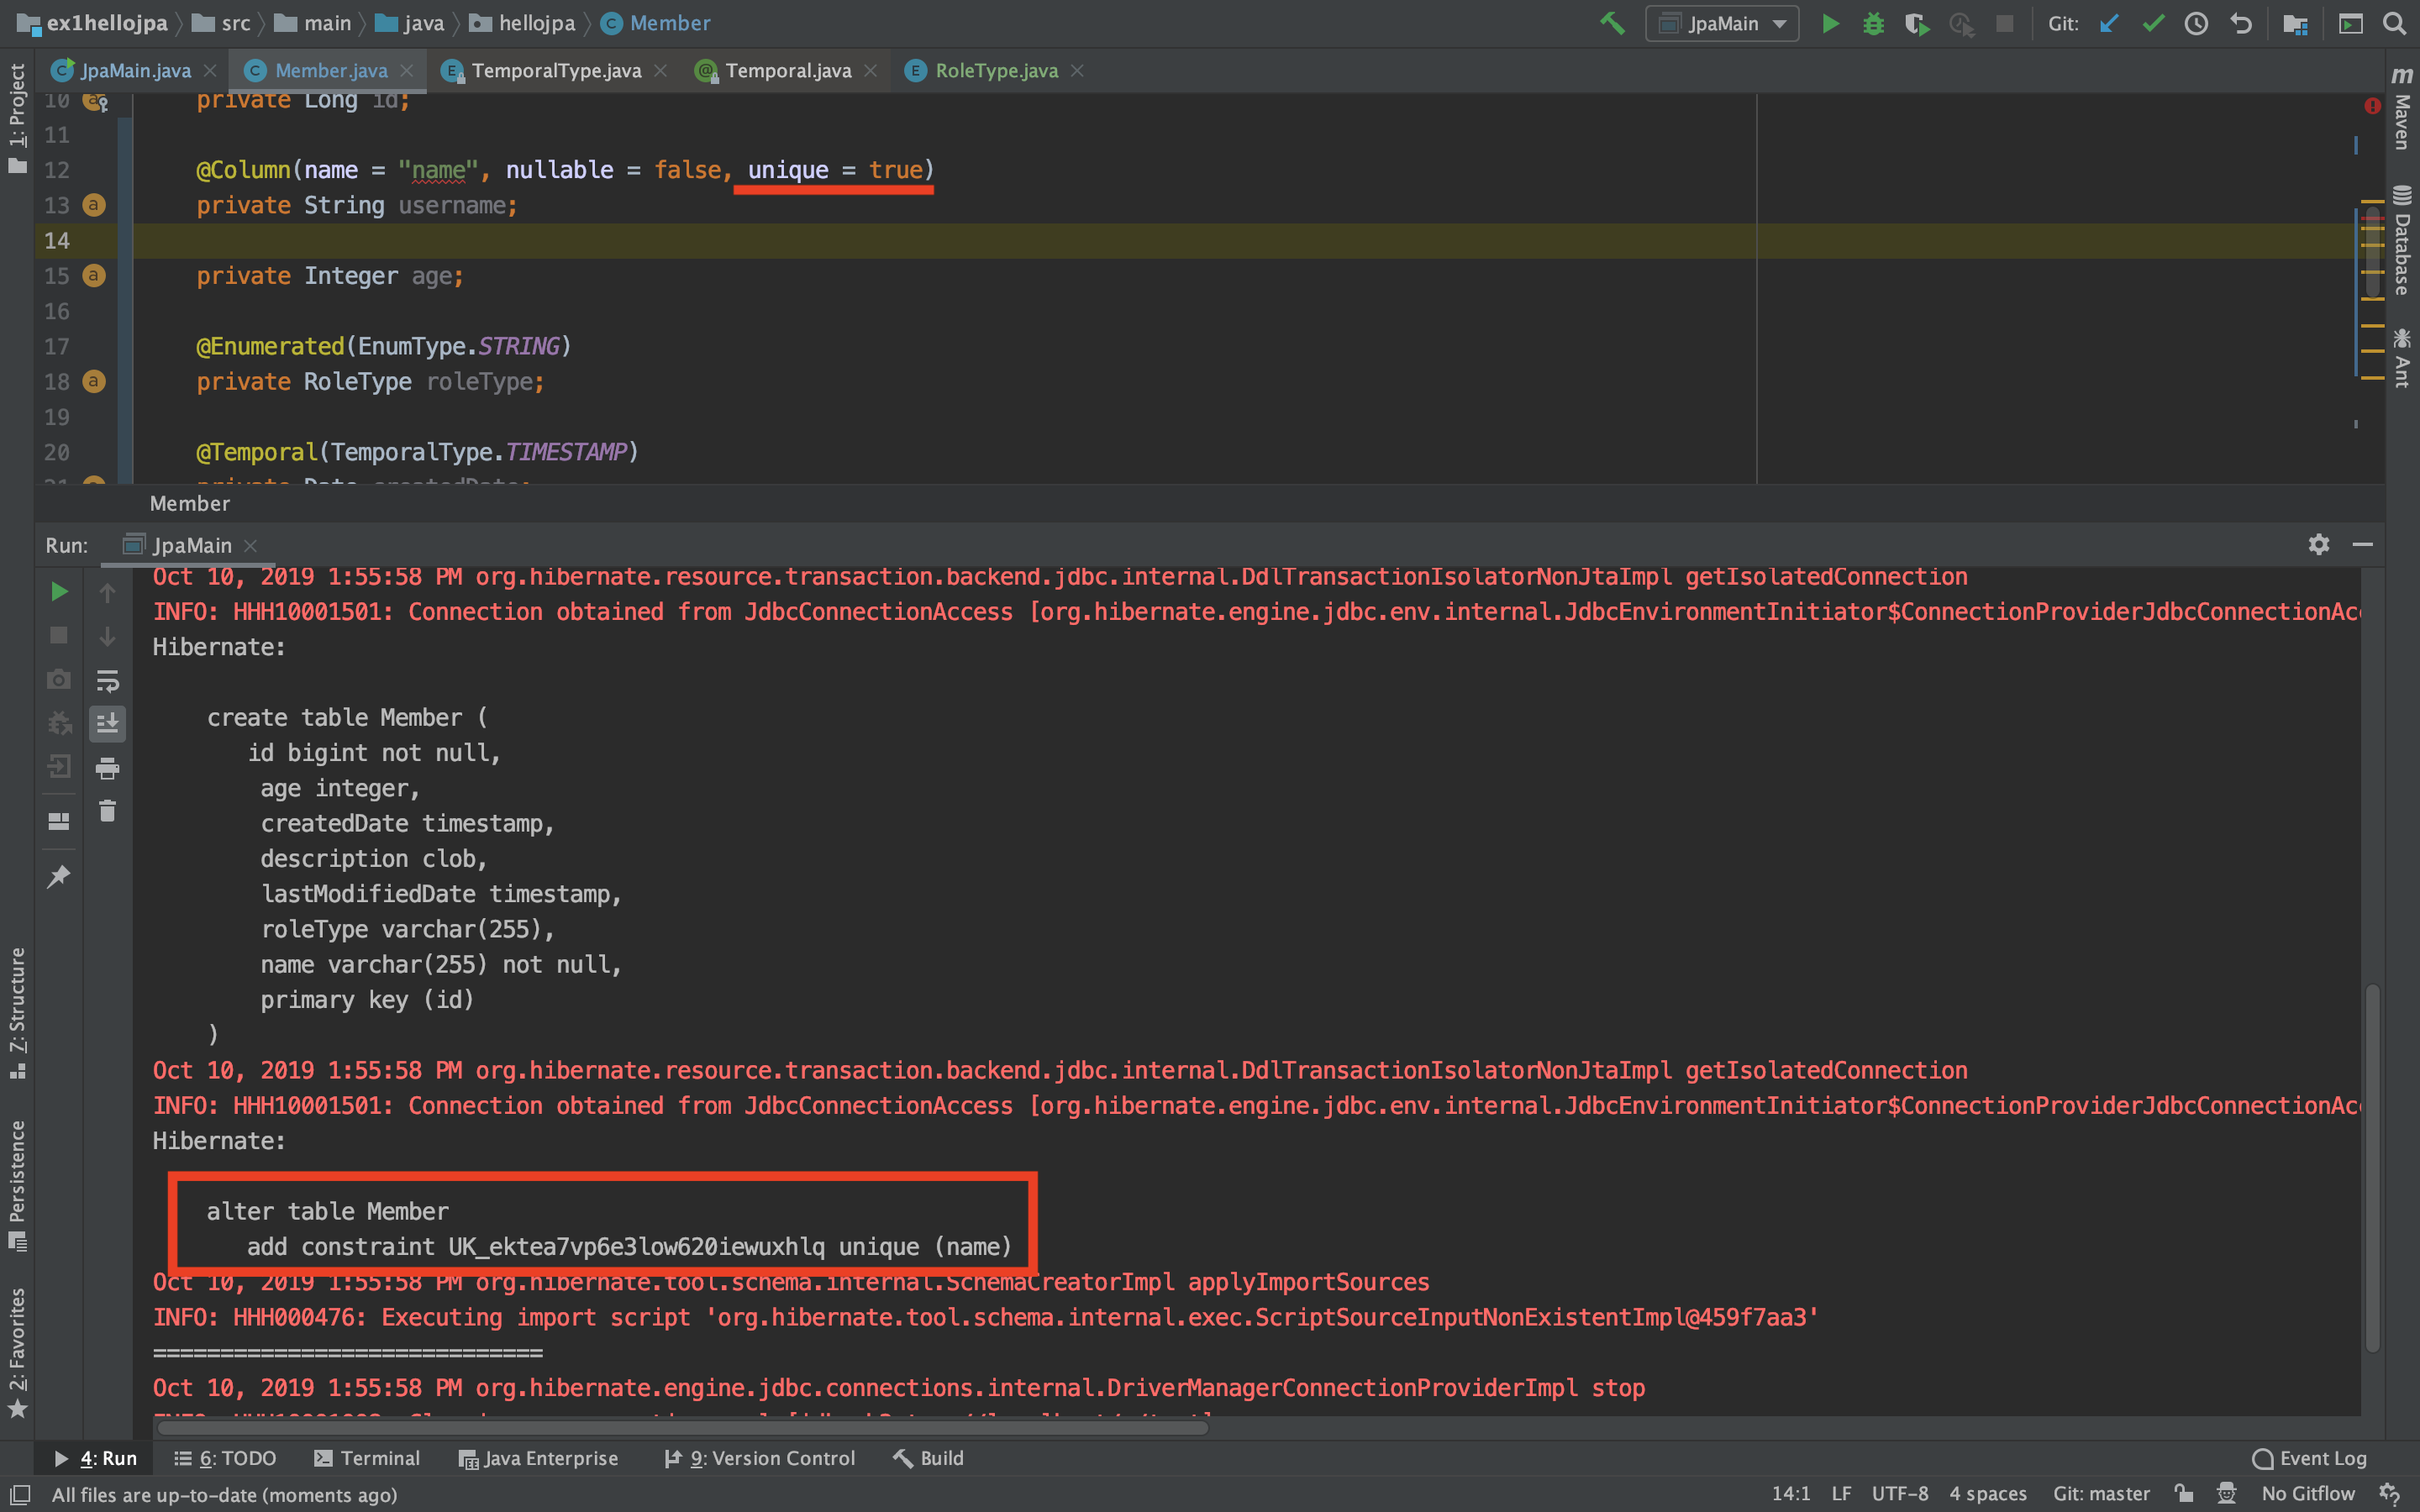 ex1hellojpa src main java hellojpa Member JpaMain Git:
JpaMain.java Member.java TemporalType.java Temporal.java RoleType.java
1: Project
Maven
Database
Ant
7: Structure
Persistence
2: Favorites
10 private Long id;
11
12 @Column(name = "name", nullable = false, unique = true)
13 private String username;
14
15 private Integer age;
16
17 @Enumerated(EnumType.STRING)
18 private RoleType roleType;
19
20 @Temporal(TemporalType.TIMESTAMP)
21 private Date createdDate;
Member
Run: JpaMain
Oct 10, 2019 1:55:58 PM org.hibernate.resource.transaction.backend.jdbc.internal.DdlTransactionIsolatorNonJtaImpl getIsolatedConnection
INFO: HHH10001501: Connection obtained from JdbcConnectionAccess [org.hibernate.engine.jdbc.env.internal.JdbcEnvironmentInitiator$ConnectionProviderJdbcConnectionAc
Hibernate:
create table Member (
id bigint not null,
age integer,
createdDate timestamp,
description clob,
lastModifiedDate timestamp,
roleType varchar(255),
name varchar(255) not null,
primary key (id)
)
Oct 10, 2019 1:55:58 PM org.hibernate.resource.transaction.backend.jdbc.internal.DdlTransactionIsolatorNonJtaImpl getIsolatedConnection
INFO: HHH10001501: Connection obtained from JdbcConnectionAccess [org.hibernate.engine.jdbc.env.internal.JdbcEnvironmentInitiator$ConnectionProviderJdbcConnectionAc
Hibernate:
alter table Member
add constraint UK_ektea7vp6e3low620iewuxhlq unique (name)
Oct 10, 2019 1:55:58 PM org.hibernate.tool.schema.internal.SchemaCreatorImpl applyImportSources
INFO: HHH000476: Executing import script 'org.hibernate.tool.schema.internal.exec.ScriptSourceInputNonExistentImpl@459f7aa3'
=============================
Oct 10, 2019 1:55:58 PM org.hibernate.engine.jdbc.connections.internal.DriverManagerConnectionProviderImpl stop
4: Run 6: TODO Terminal Java Enterprise 9: Version Control Build Event Log
All files are up-to-date (moments ago) 14:1 LF UTF-8 4 spaces Git: master No Gitflow